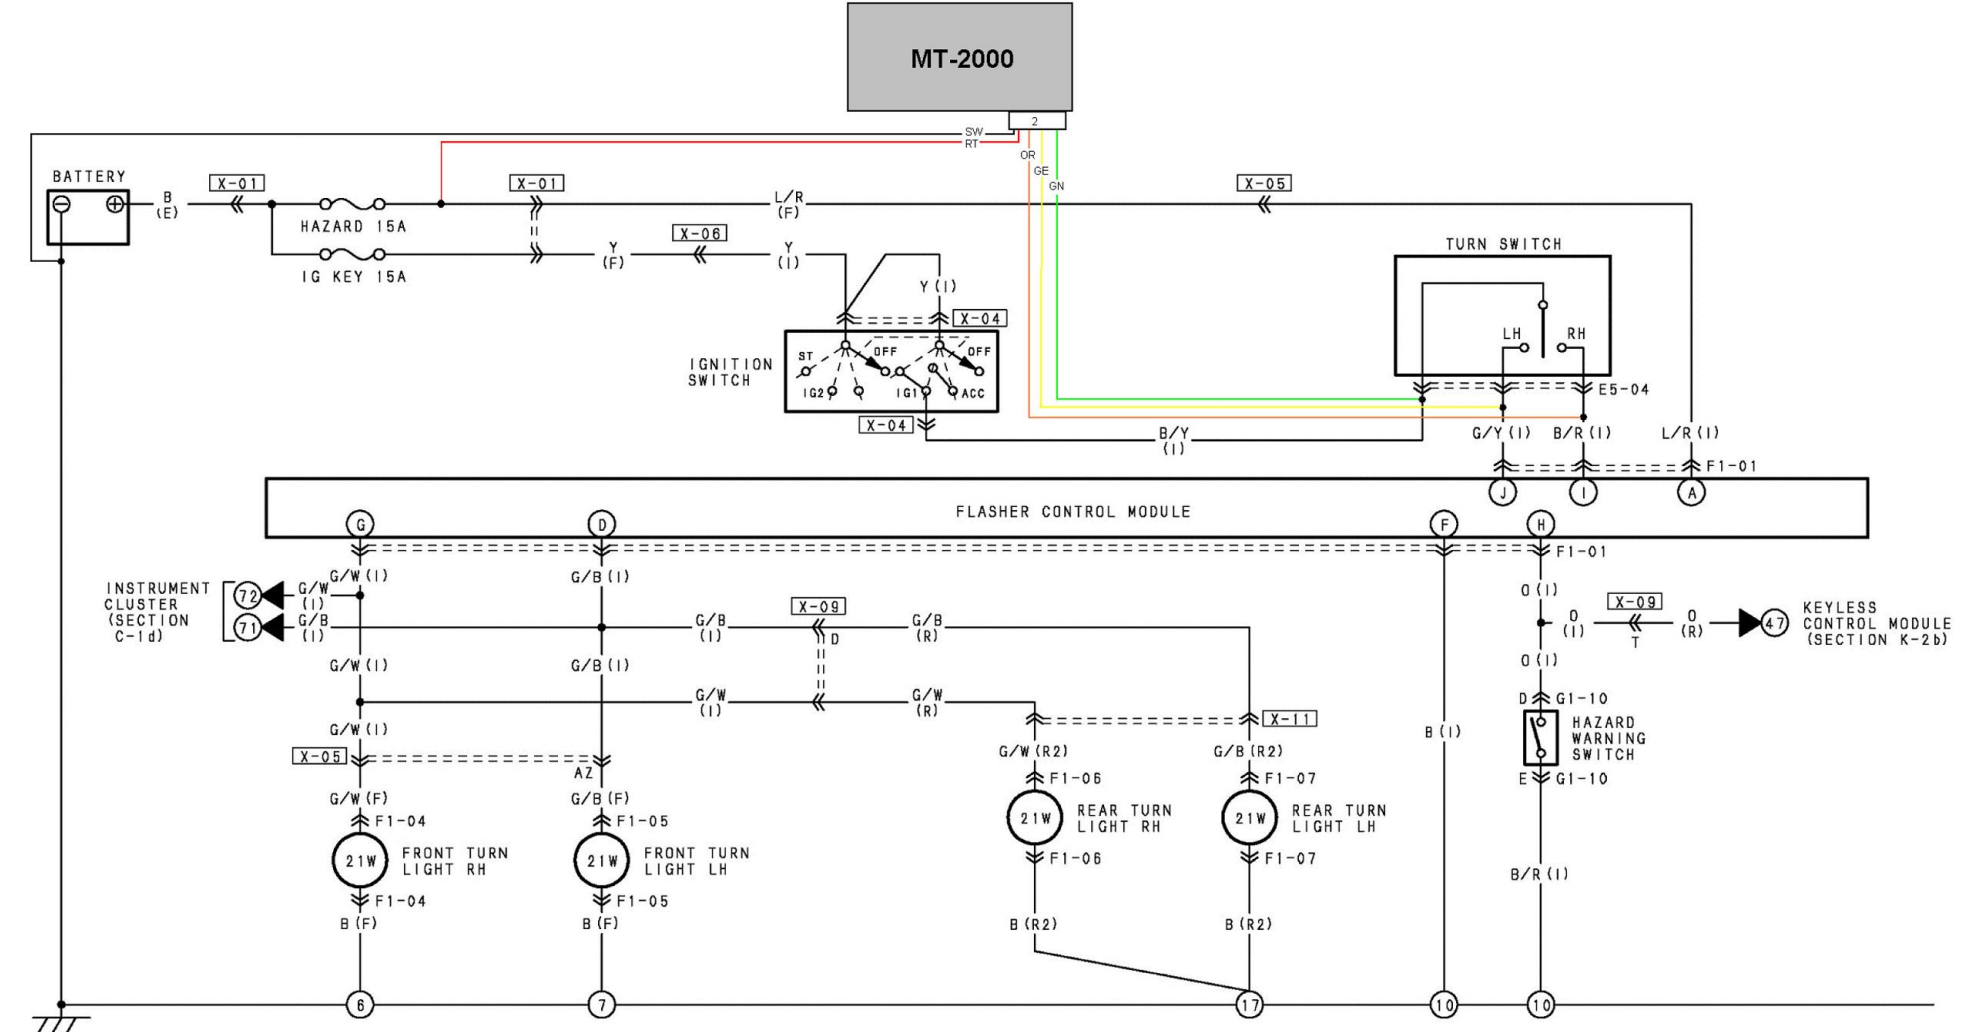 MT-2000
2
SW
RT
OR
GE
GN
BATTERY
B
(E)
X-01
X-01
L/R
(F)
X-05
HAZARD 15A
X-06
Y
(F)
Y
(I)
IG KEY 15A
Y(I)
X-04
TURN SWITCH
LH
RH
IGNITION
SWITCH
ST
OFF
OFF
IG2
IG1
ACC
E5-04
X-04
B/Y
(I)
G/Y(I)
B/R(I)
L/R(I)
F1-01
J
I
A
FLASHER CONTROL MODULE
G
D
F
H
F1-01
G/W(I)
G/B(I)
O(I)
INSTRUMENT
CLUSTER
(SECTION
C-1d)
72
G/W
(I)
71
G/B
(I)
X-09
G/B
(I)
D
G/B
(R)
X-09
O
(I)
T
O
(R)
47
KEYLESS
CONTROL MODULE
(SECTION K-2b)
G/W(I)
G/B(I)
O(I)
G/W
(I)
G/W
(R)
D
G1-10
X-11
G/W(I)
B(I)
HAZARD
WARNING
SWITCH
X-05
AZ
G/W(R2)
G/B(R2)
F1-06
F1-07
E
G1-10
G/W(F)
G/B(F)
F1-04
F1-05
21W
REAR TURN
LIGHT RH
21W
REAR TURN
LIGHT LH
21W
FRONT TURN
LIGHT RH
21W
FRONT TURN
LIGHT LH
F1-06
F1-07
B/R(I)
F1-04
F1-05
B(F)
B(F)
B(R2)
B(R2)
6
7
17
10
10